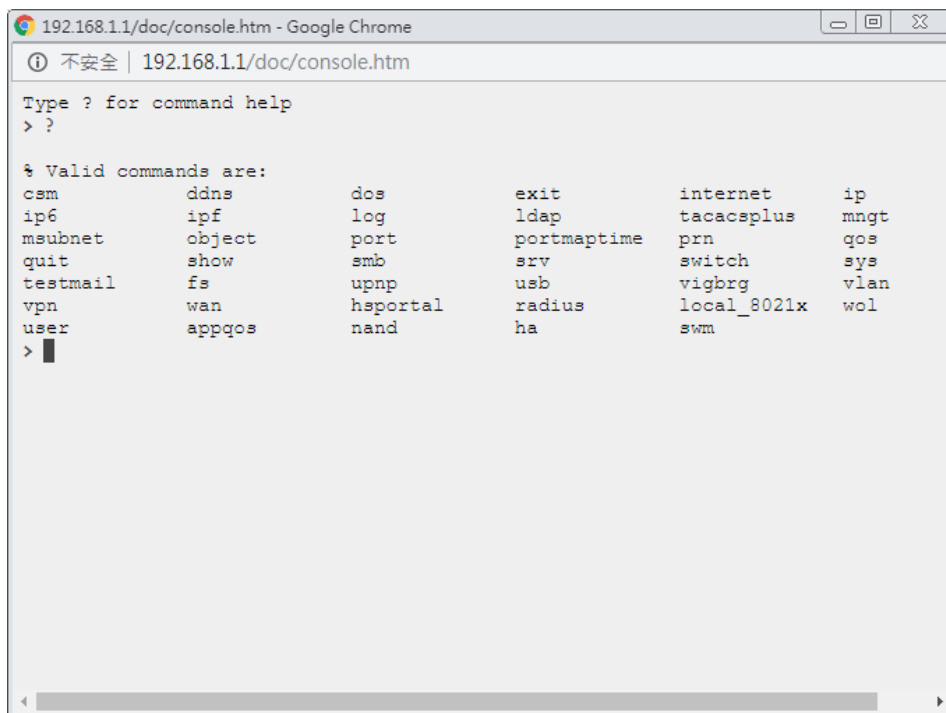 192.168.1.1/doc/console.htm - Google Chrome
不安全 | 192.168.1.1/doc/console.htm
Type ? for command help
> ?
% Valid commands are:
csm ddns dos exit internet ip
ip6 ipf log ldap tacacsplus mngt
msubnet object port portmaptime prn qos
quit show smb srv switch sys
testmail fs upnp usb vigbrg vlan
vpn wan hsportal radius local_8021x wol
user appqos nand ha swm
>